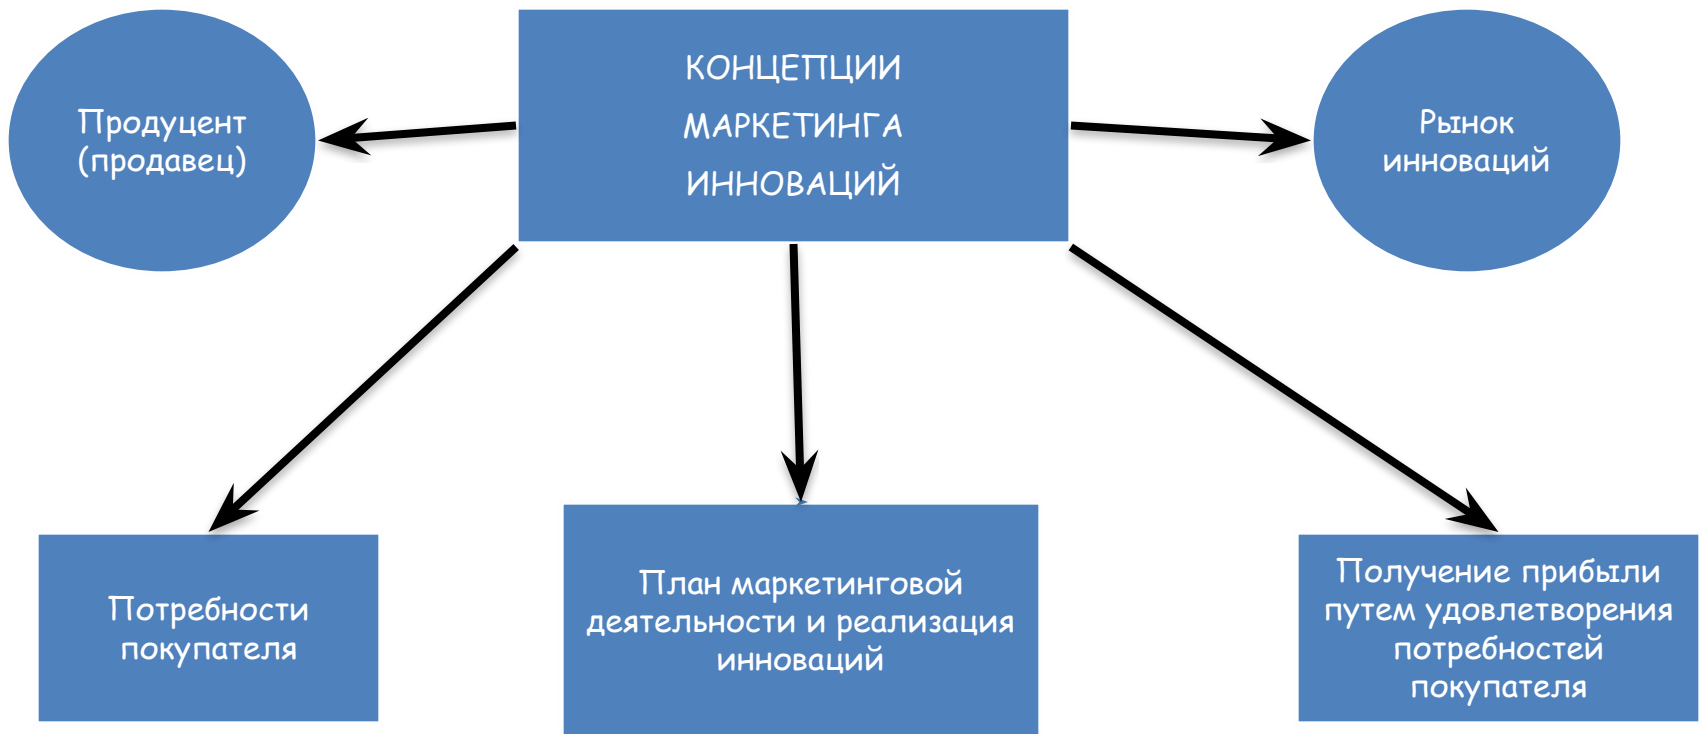 КОНЦЕПЦИИ
МАРКЕТИНГА
ИННОВАЦИЙ
Продуцент
(продавец)
Рынок
инноваций
Потребности
покупателя
План маркетинговой
деятельности и реализация
инноваций
Получение прибыли
путем удовлетворения
потребностей
покупателя